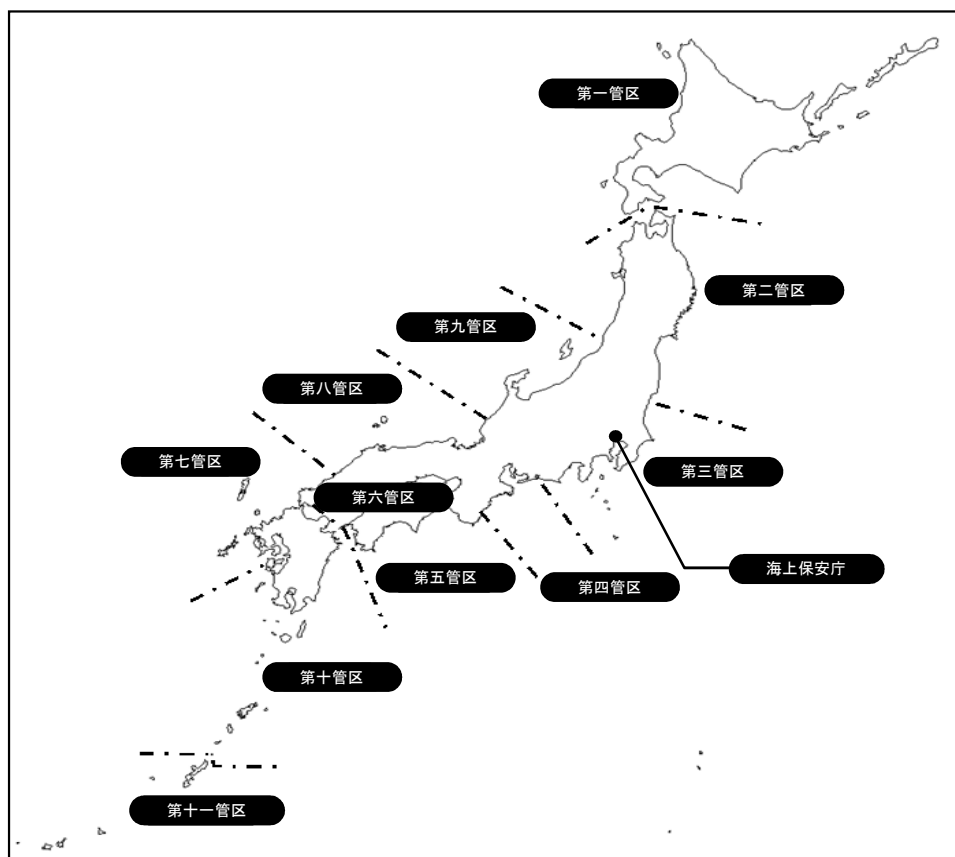 第一管区
第二管区
第九管区
第八管区
第七管区
第三管区
第六管区
海上保安庁
第五管区
第四管区
第十管区
第十一管区